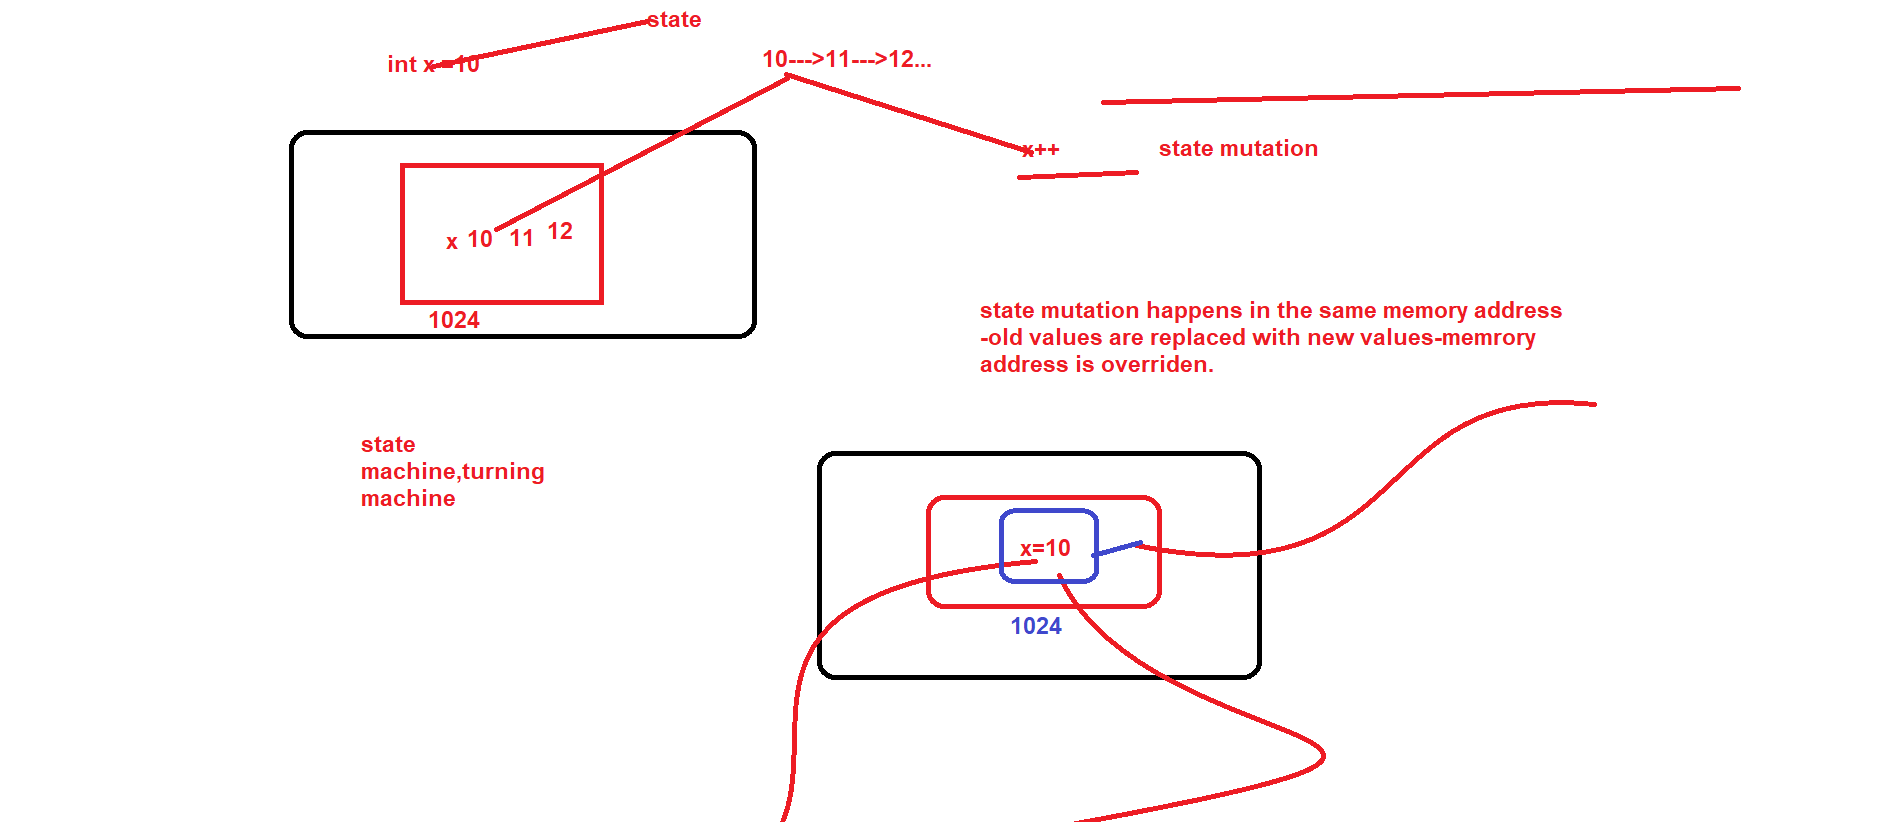 state
int x =10
10--->11--->12...
x++
state mutation
x 10 11 12
1024
state mutation happens in the same memory address
-old values are replaced with new values-memrory
address is overriden.
state
machine,turning
machine
x=10
1024